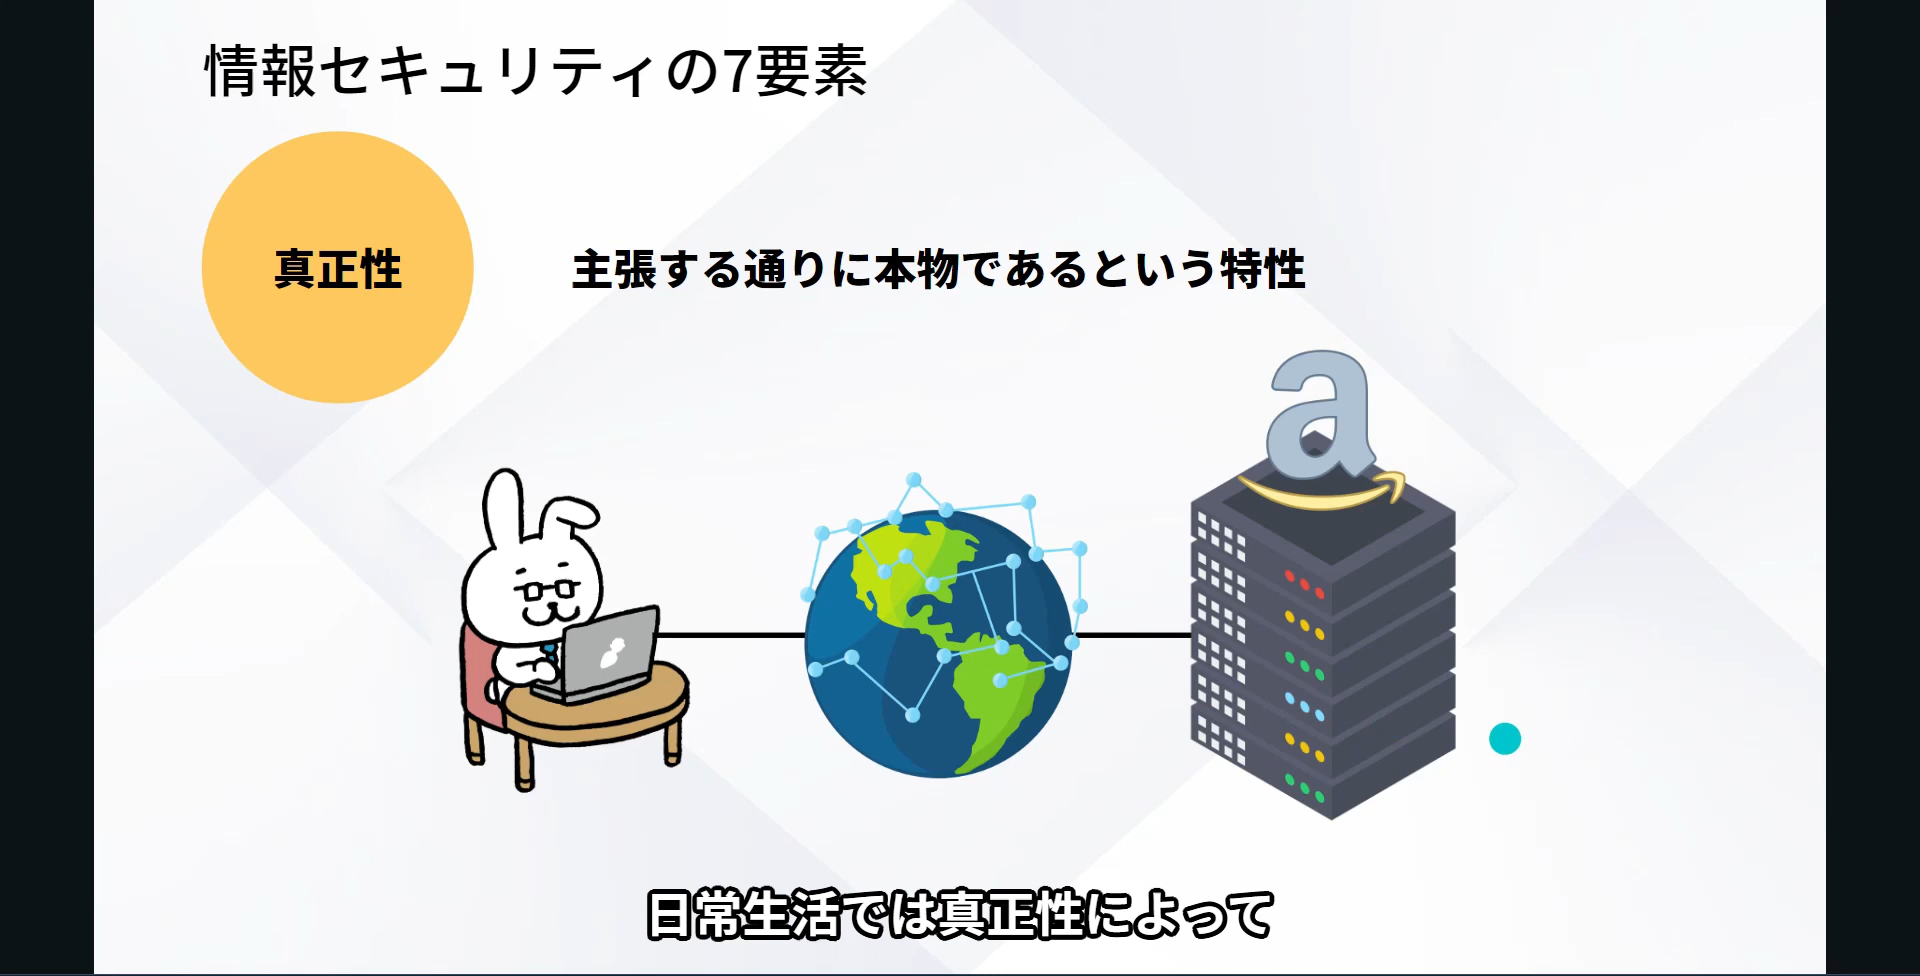 情報セキュリティの7要素
真正性
主張する通りに本物であるという特性
a
日常生活では真正性によって